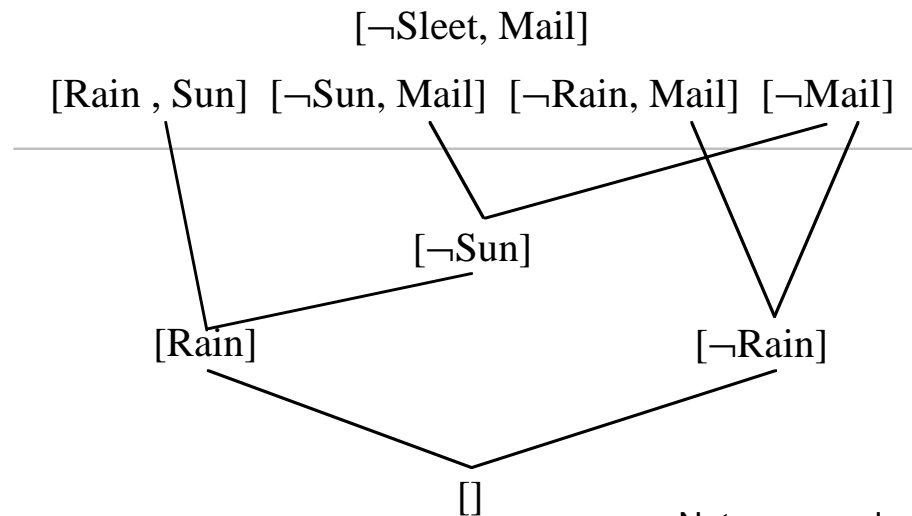 [¬Sleet, Mail]
[Rain , Sun] [¬Sun, Mail] [¬Rain, Mail] [¬Mail]
[¬Sun]
[Rain] [¬Rain]
[]